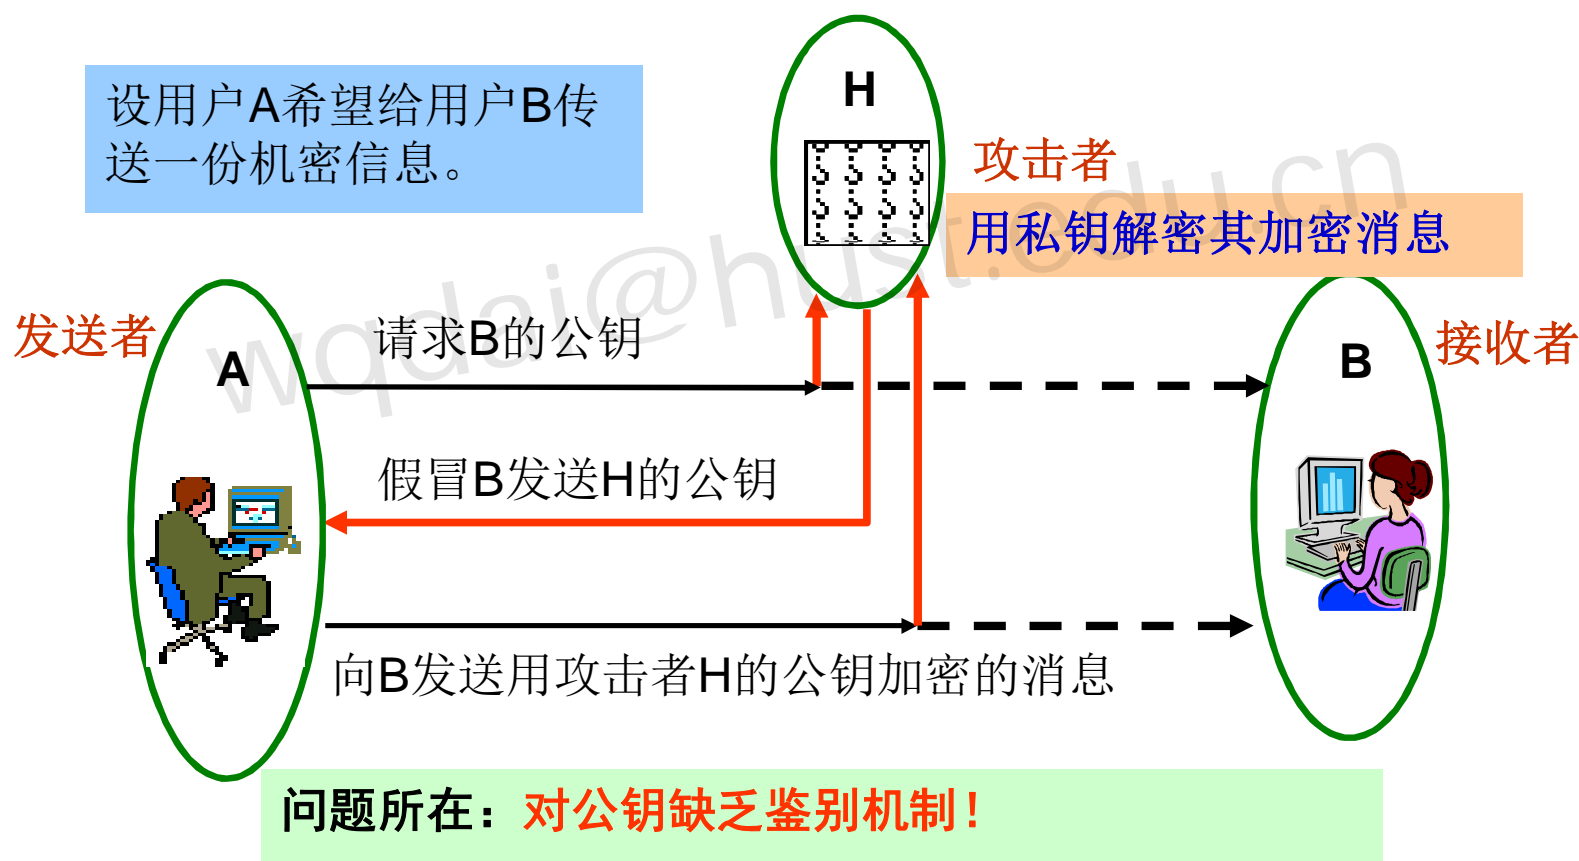 设用户A希望给用户B传
送一份机密信息。
H
攻击者
用私钥解密其加密消息
发送者
A
请求B的公钥
B
接收者
假冒B发送H的公钥
向B发送用攻击者H的公钥加密的消息
问题所在：对公钥缺乏鉴别机制！
wqdai@hust.edu.cn